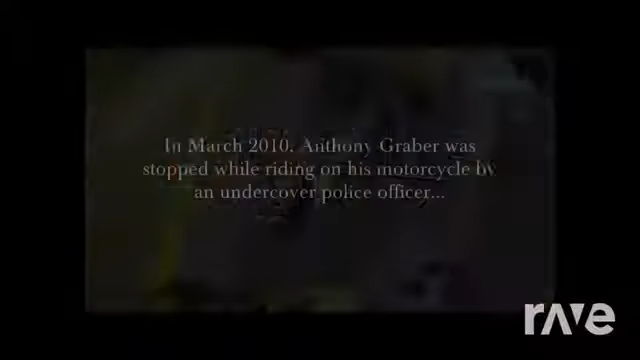 In March 2010, Anthony Graber was
stopped while riding on his motorcycle by
an undercover police officer...
rave